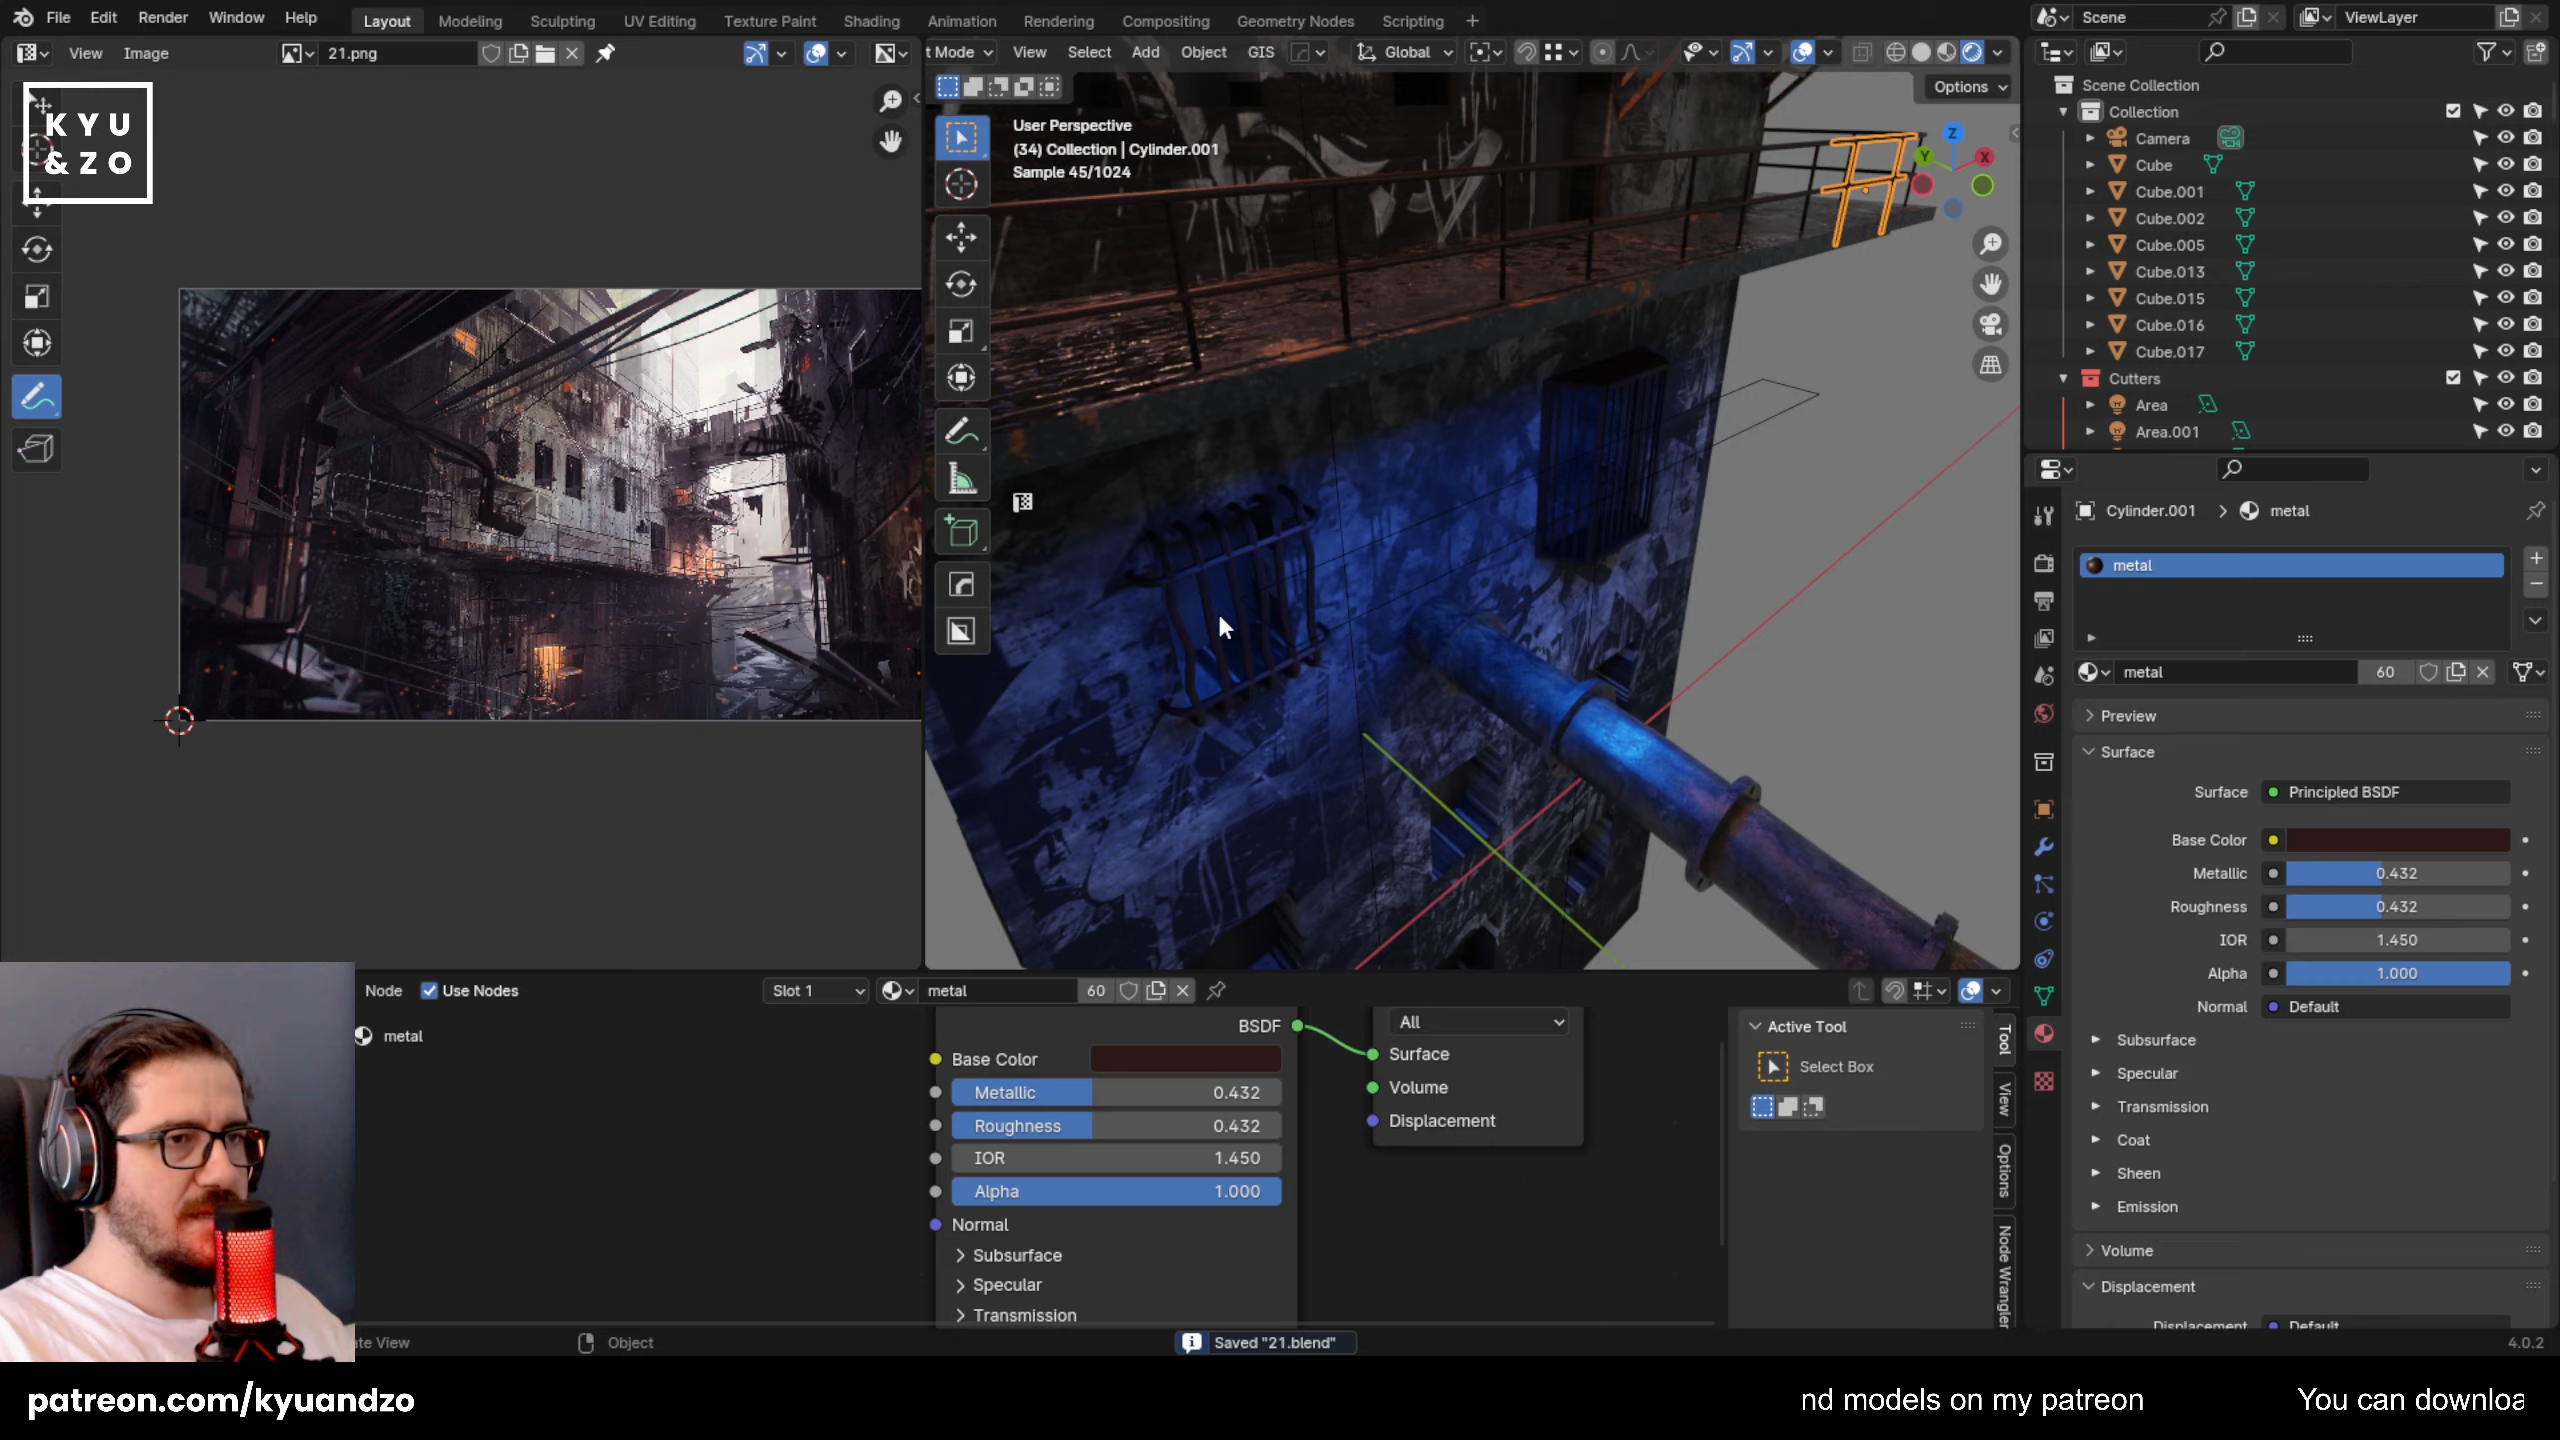 File Edit Render Window Help Layout Modeling Sculpting UV Editing Texture Paint Shading Animation Rendering Compositing Geometry Nodes Scripting + Scene ViewLayer
View Image 21.png t Mode View Select Add Object GIS Global
Options
KYU
&ZO
User Perspective
(34) Collection | Cylinder.001
Sample 45/1024
Z
Y
X
Scene Collection
Collection
Camera
Cube
Cube.001
Cube.002
Cube.005
Cube.013
Cube.015
Cube.016
Cube.017
Cutters
Area
Area.001
Cylinder.001 > metal
metal
metal 60
Preview
Surface
Surface Principled BSDF
Base Color
Metallic 0.432
Roughness 0.432
IOR 1.450
Alpha 1.000
Normal Default
Subsurface
Specular
Transmission
Coat
Sheen
Emission
Volume
Displacement
Displacement Default
Node Use Nodes Slot 1 metal 60
metal
BSDF
Base Color
Metallic 0.432
Roughness 0.432
IOR 1.450
Alpha 1.000
Normal
Subsurface
Specular
Transmission
All
Surface
Volume
Displacement
Active Tool
Select Box
Tool
View
Options
Node Wrangler
te View Object Saved "21.blend" 4.0.2
patreon.com/kyuandzo nd models on my patreon You can downloa